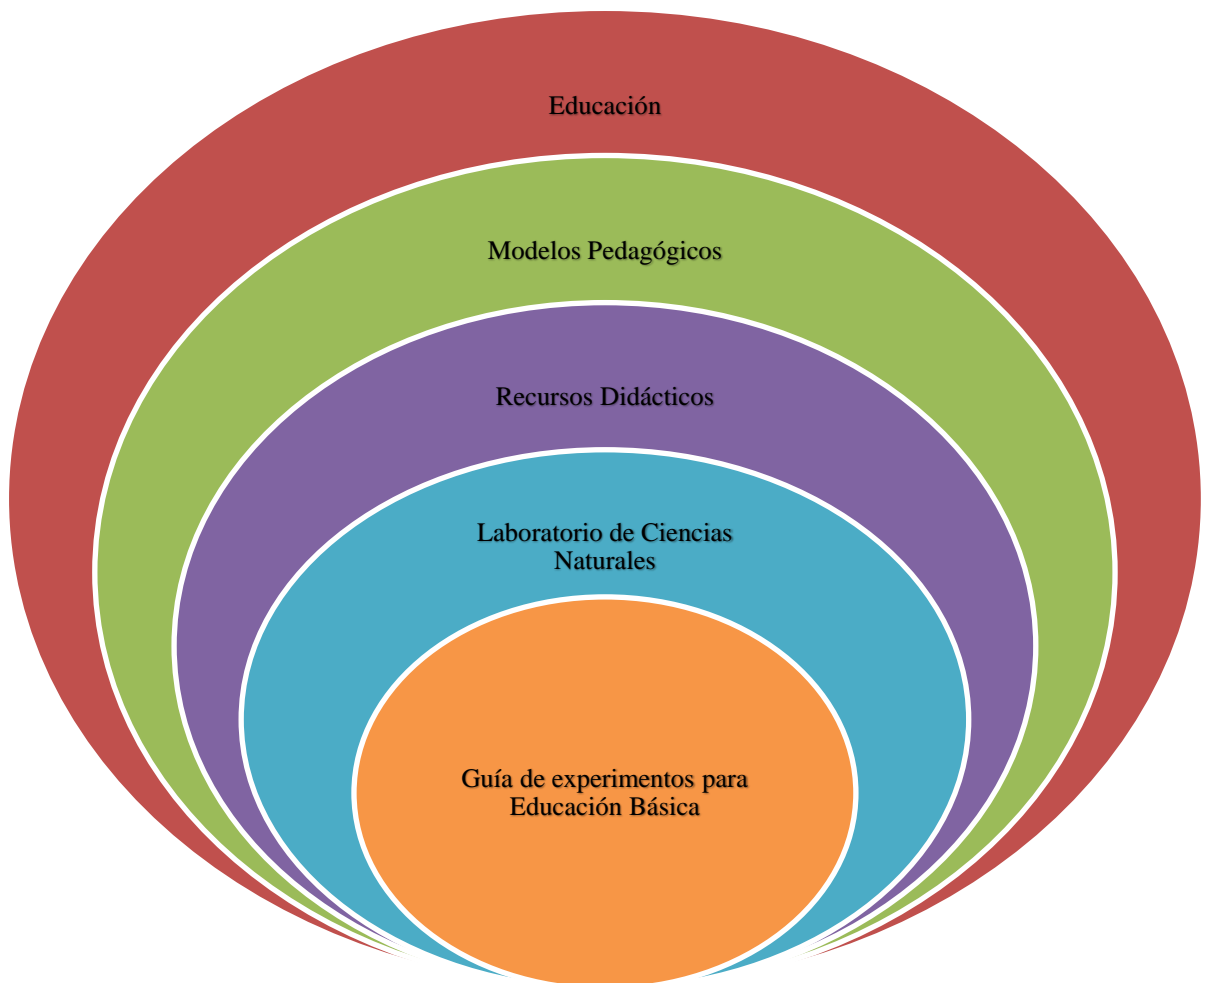 Educación
Modelos Pedagógicos
Recursos Didácticos
Laboratorio de Ciencias
Naturales
Guía de experimentos para
Educación Básica